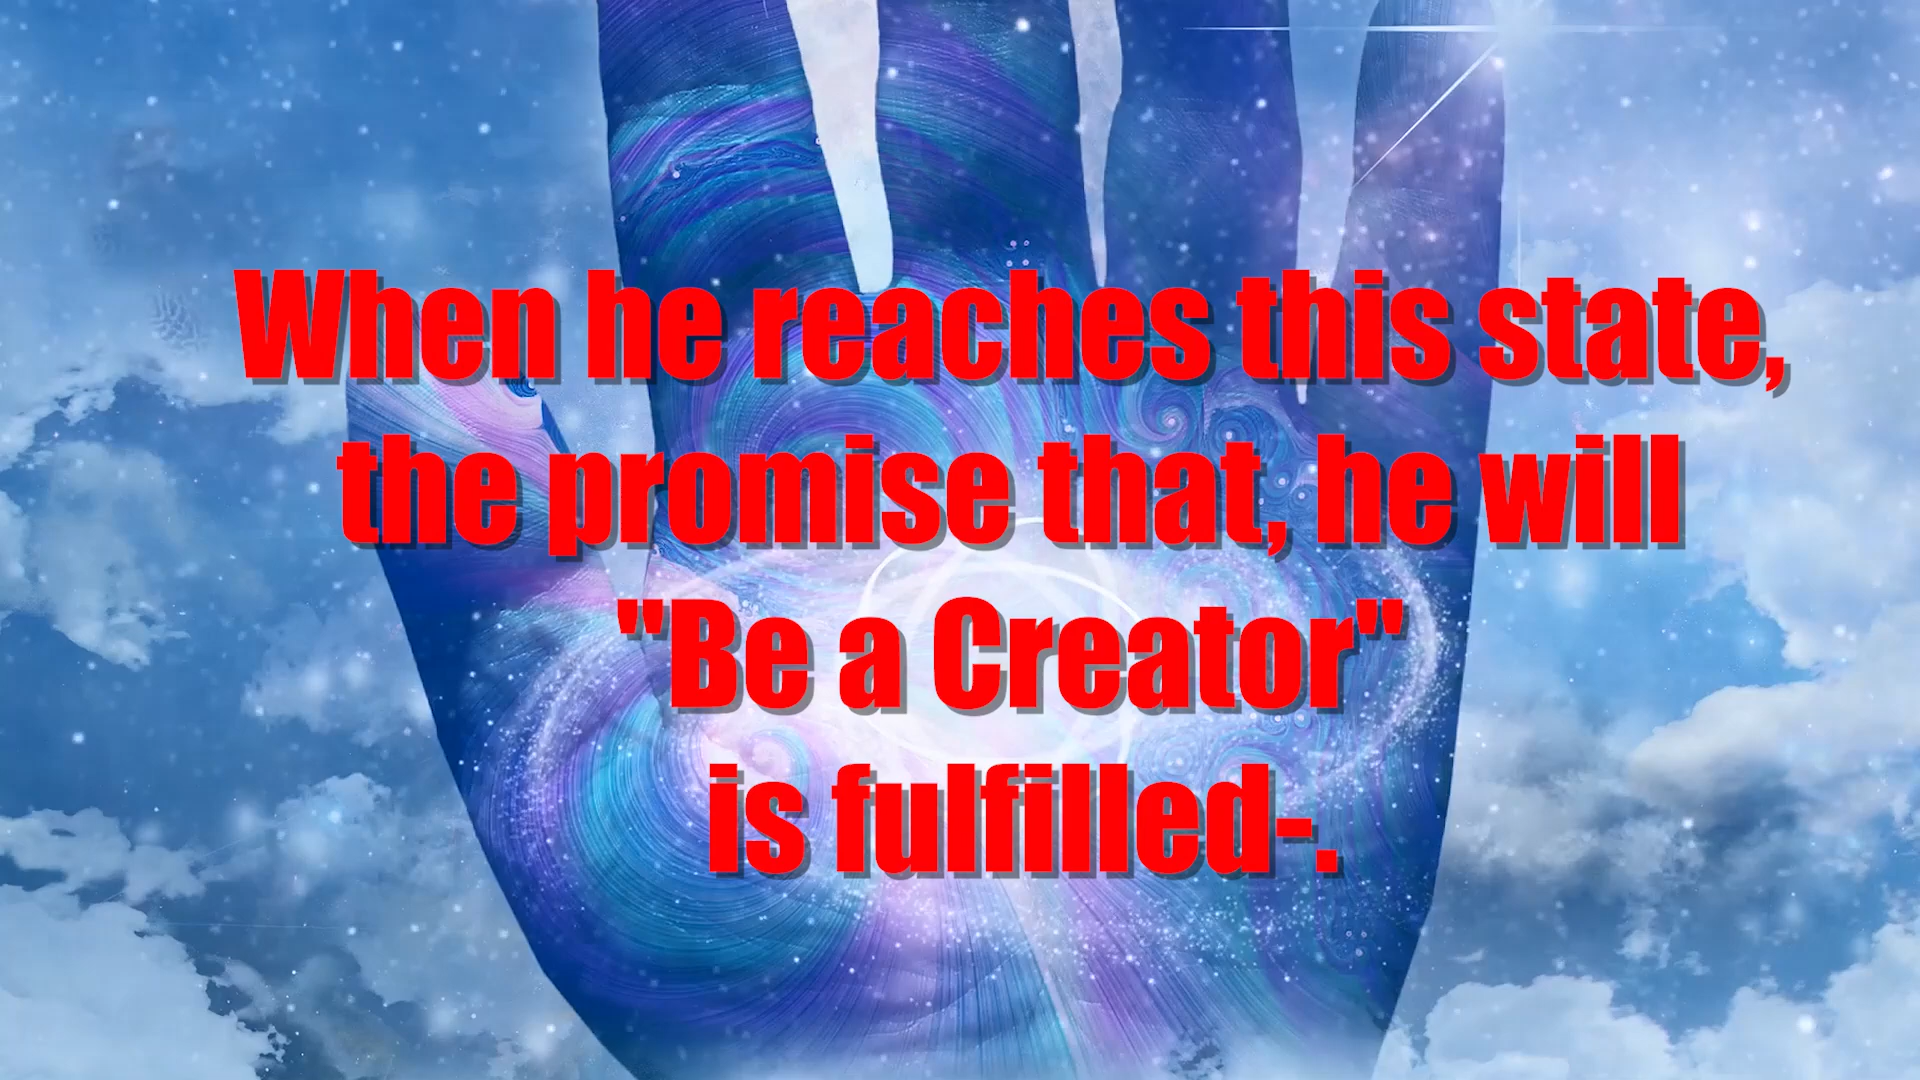 When he reaches this state,
the promise that, he will
"Be a Creator"
is fulfilled-.